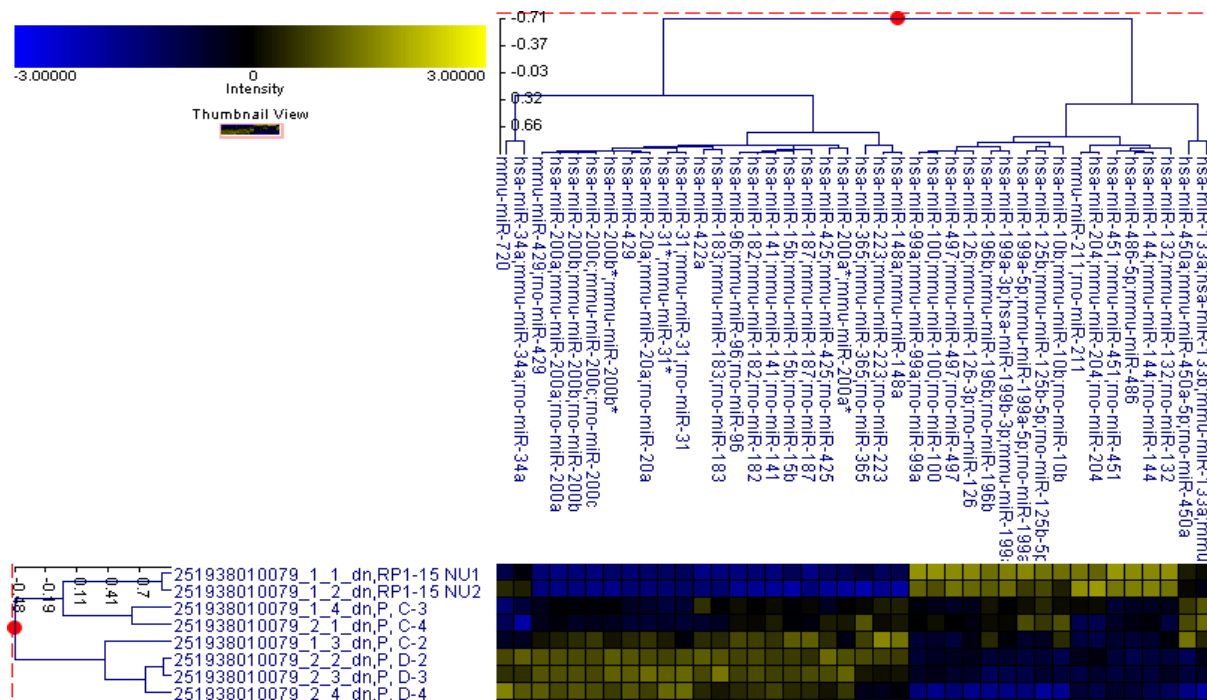 -3.00000 0 3.00000
Intensity
Thumbnail View
-0.71
-0.37
-0.03
0.32
0.66
mmu-miR-720
hsa-miR-34a;mmu-miR-34a;rno-miR-34a
mmu-miR-429;rno-miR-429
hsa-miR-200a;mmu-miR-200a;rno-miR-200a
hsa-miR-200b;mmu-miR-200b;rno-miR-200b
hsa-miR-200c;mmu-miR-200c;rno-miR-200c
hsa-miR-200b*;mmu-miR-200b*
hsa-miR-429
hsa-miR-20a;mmu-miR-20a;rno-miR-20a
hsa-miR-31*;mmu-miR-31*
hsa-miR-31;mmu-miR-31;rno-miR-31
hsa-miR-422a
hsa-miR-183;mmu-miR-183;rno-miR-183
hsa-miR-96;mmu-miR-96;rno-miR-96
hsa-miR-182;mmu-miR-182;rno-miR-182
hsa-miR-141;mmu-miR-141;rno-miR-141
hsa-miR-15b;mmu-miR-15b;rno-miR-15b
hsa-miR-187;mmu-miR-187;rno-miR-187
hsa-miR-425;mmu-miR-425;rno-miR-425
hsa-miR-200a*;mmu-miR-200a*
hsa-miR-365;mmu-miR-365;rno-miR-365
hsa-miR-223;mmu-miR-223;rno-miR-223
hsa-miR-148a;mmu-miR-148a
hsa-miR-99a;mmu-miR-99a;rno-miR-99a
hsa-miR-100;mmu-miR-100;rno-miR-100
hsa-miR-497;mmu-miR-497;rno-miR-497
hsa-miR-126;mmu-miR-126-3p;rno-miR-126
hsa-miR-196b;mmu-miR-196b;rno-miR-196b
hsa-miR-199a-3p;hsa-miR-199b-3p;mmu-miR-199a
hsa-miR-199a-5p;mmu-miR-199a-5p;rno-miR-199a
hsa-miR-125b;mmu-miR-125b-5p;rno-miR-125b-5p
hsa-miR-10b;mmu-miR-10b;rno-miR-10b
mmu-miR-211;rno-miR-211
hsa-miR-204;mmu-miR-204;rno-miR-204
hsa-miR-451;mmu-miR-451;rno-miR-451
hsa-miR-486-5p;mmu-miR-486
hsa-miR-144;mmu-miR-144;rno-miR-144
hsa-miR-132;mmu-miR-132;rno-miR-132
hsa-miR-450a;mmu-miR-450a-5p;rno-miR-450a
hsa-miR-133a;hsa-miR-133b;mmu-miR-133a;mmu
-0.48
-0.19
0.11
0.41
0.7
251938010079_1_1_dn,RP1-15 NU1
251938010079_1_2_dn,RP1-15 NU2
251938010079_1_4_dn,P, C-3
251938010079_2_1_dn,P, C-4
251938010079_1_3_dn,P, C-2
251938010079_2_2_dn,P, D-2
251938010079_2_3_dn,P, D-3
251938010079_2_4_dn,P, D-4